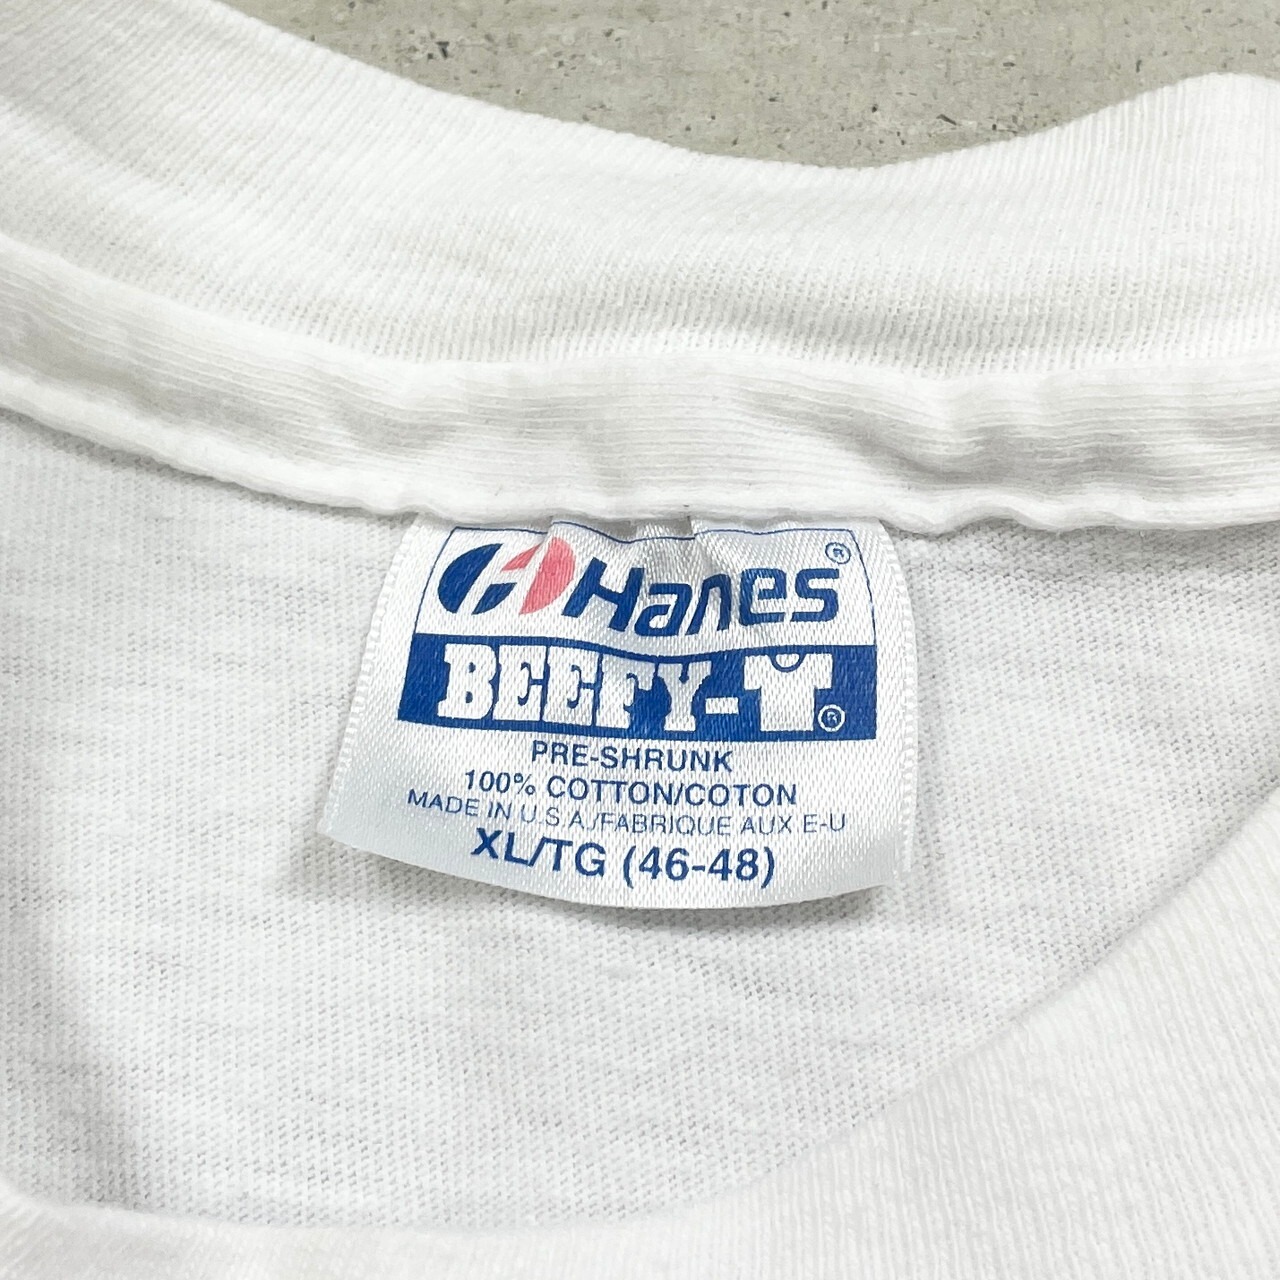 Hanes®
BEEFY-T®
PRE-SHRUNK
100% COTTON/COTON
MADE IN U.S.A./FABRIQUE AUX E-U
XL/TG (46-48)